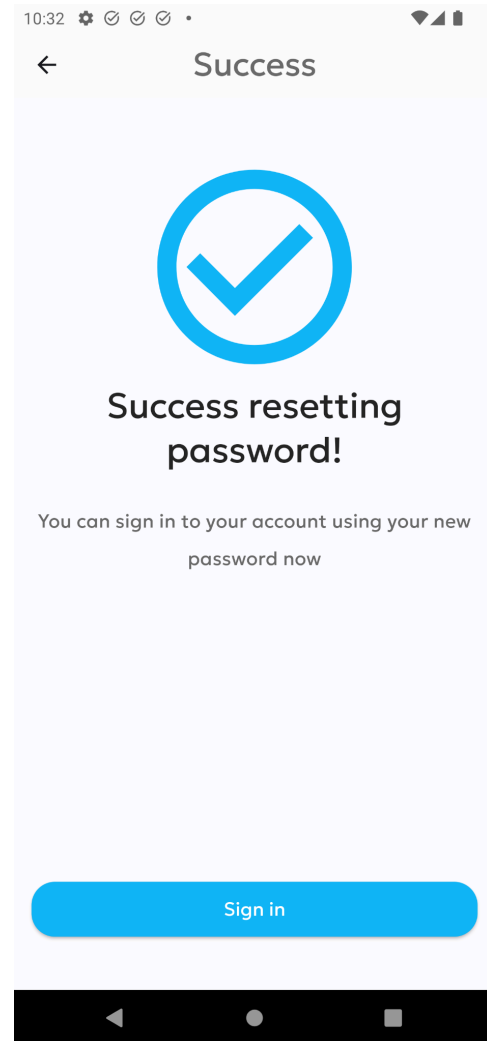 10:32
Success
Success resetting
password!
You can sign in to your account using your new
password now
Sign in